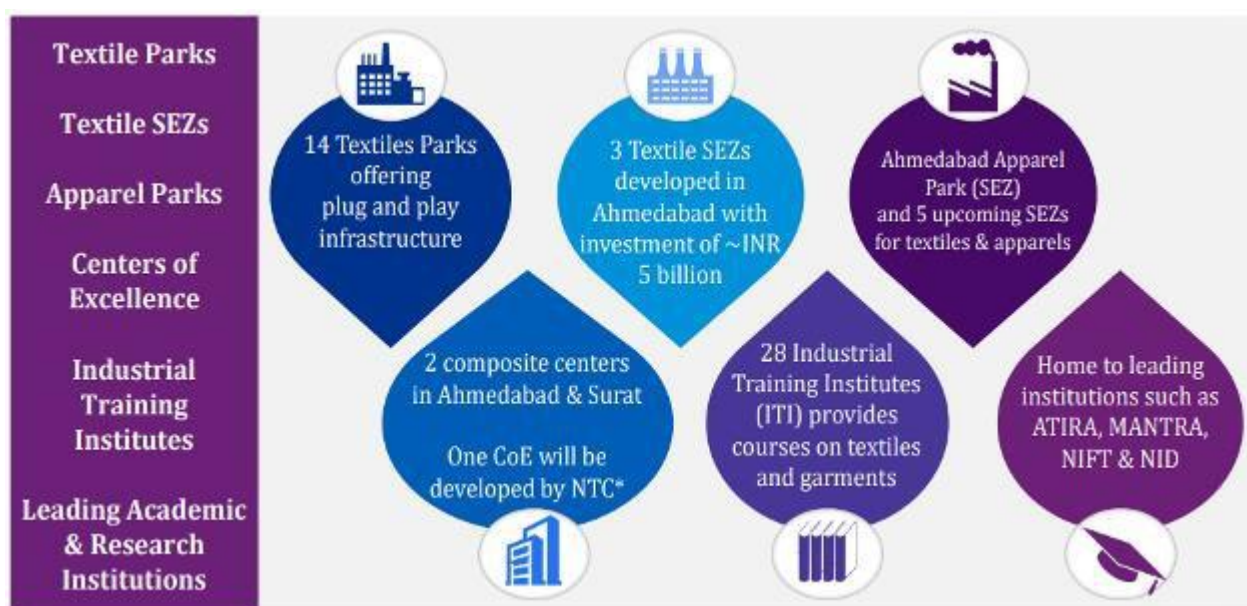 Textile Parks
Textile SEZs
Apparel Parks
Centers of
Excellence
Industrial
Training
Institutes
Leading Academic
& Research
Institutions
14 Textiles Parks
offering
plug and play
infrastructure
3 Textile SEZs
developed in
Ahmedabad with
investment of ~INR
5 billion
Ahmedabad Apparel
Park (SEZ)
and 5 upcoming SEZs
for textiles & apparels
2 composite centers
in Ahmedabad & Surat
One CoE will be
developed by NTC*
28 Industrial
Training Institutes
(ITI) provides
courses on textiles
and garments
Home to leading
institutions such as
ATIRA, MANTRA,
NIFT & NID